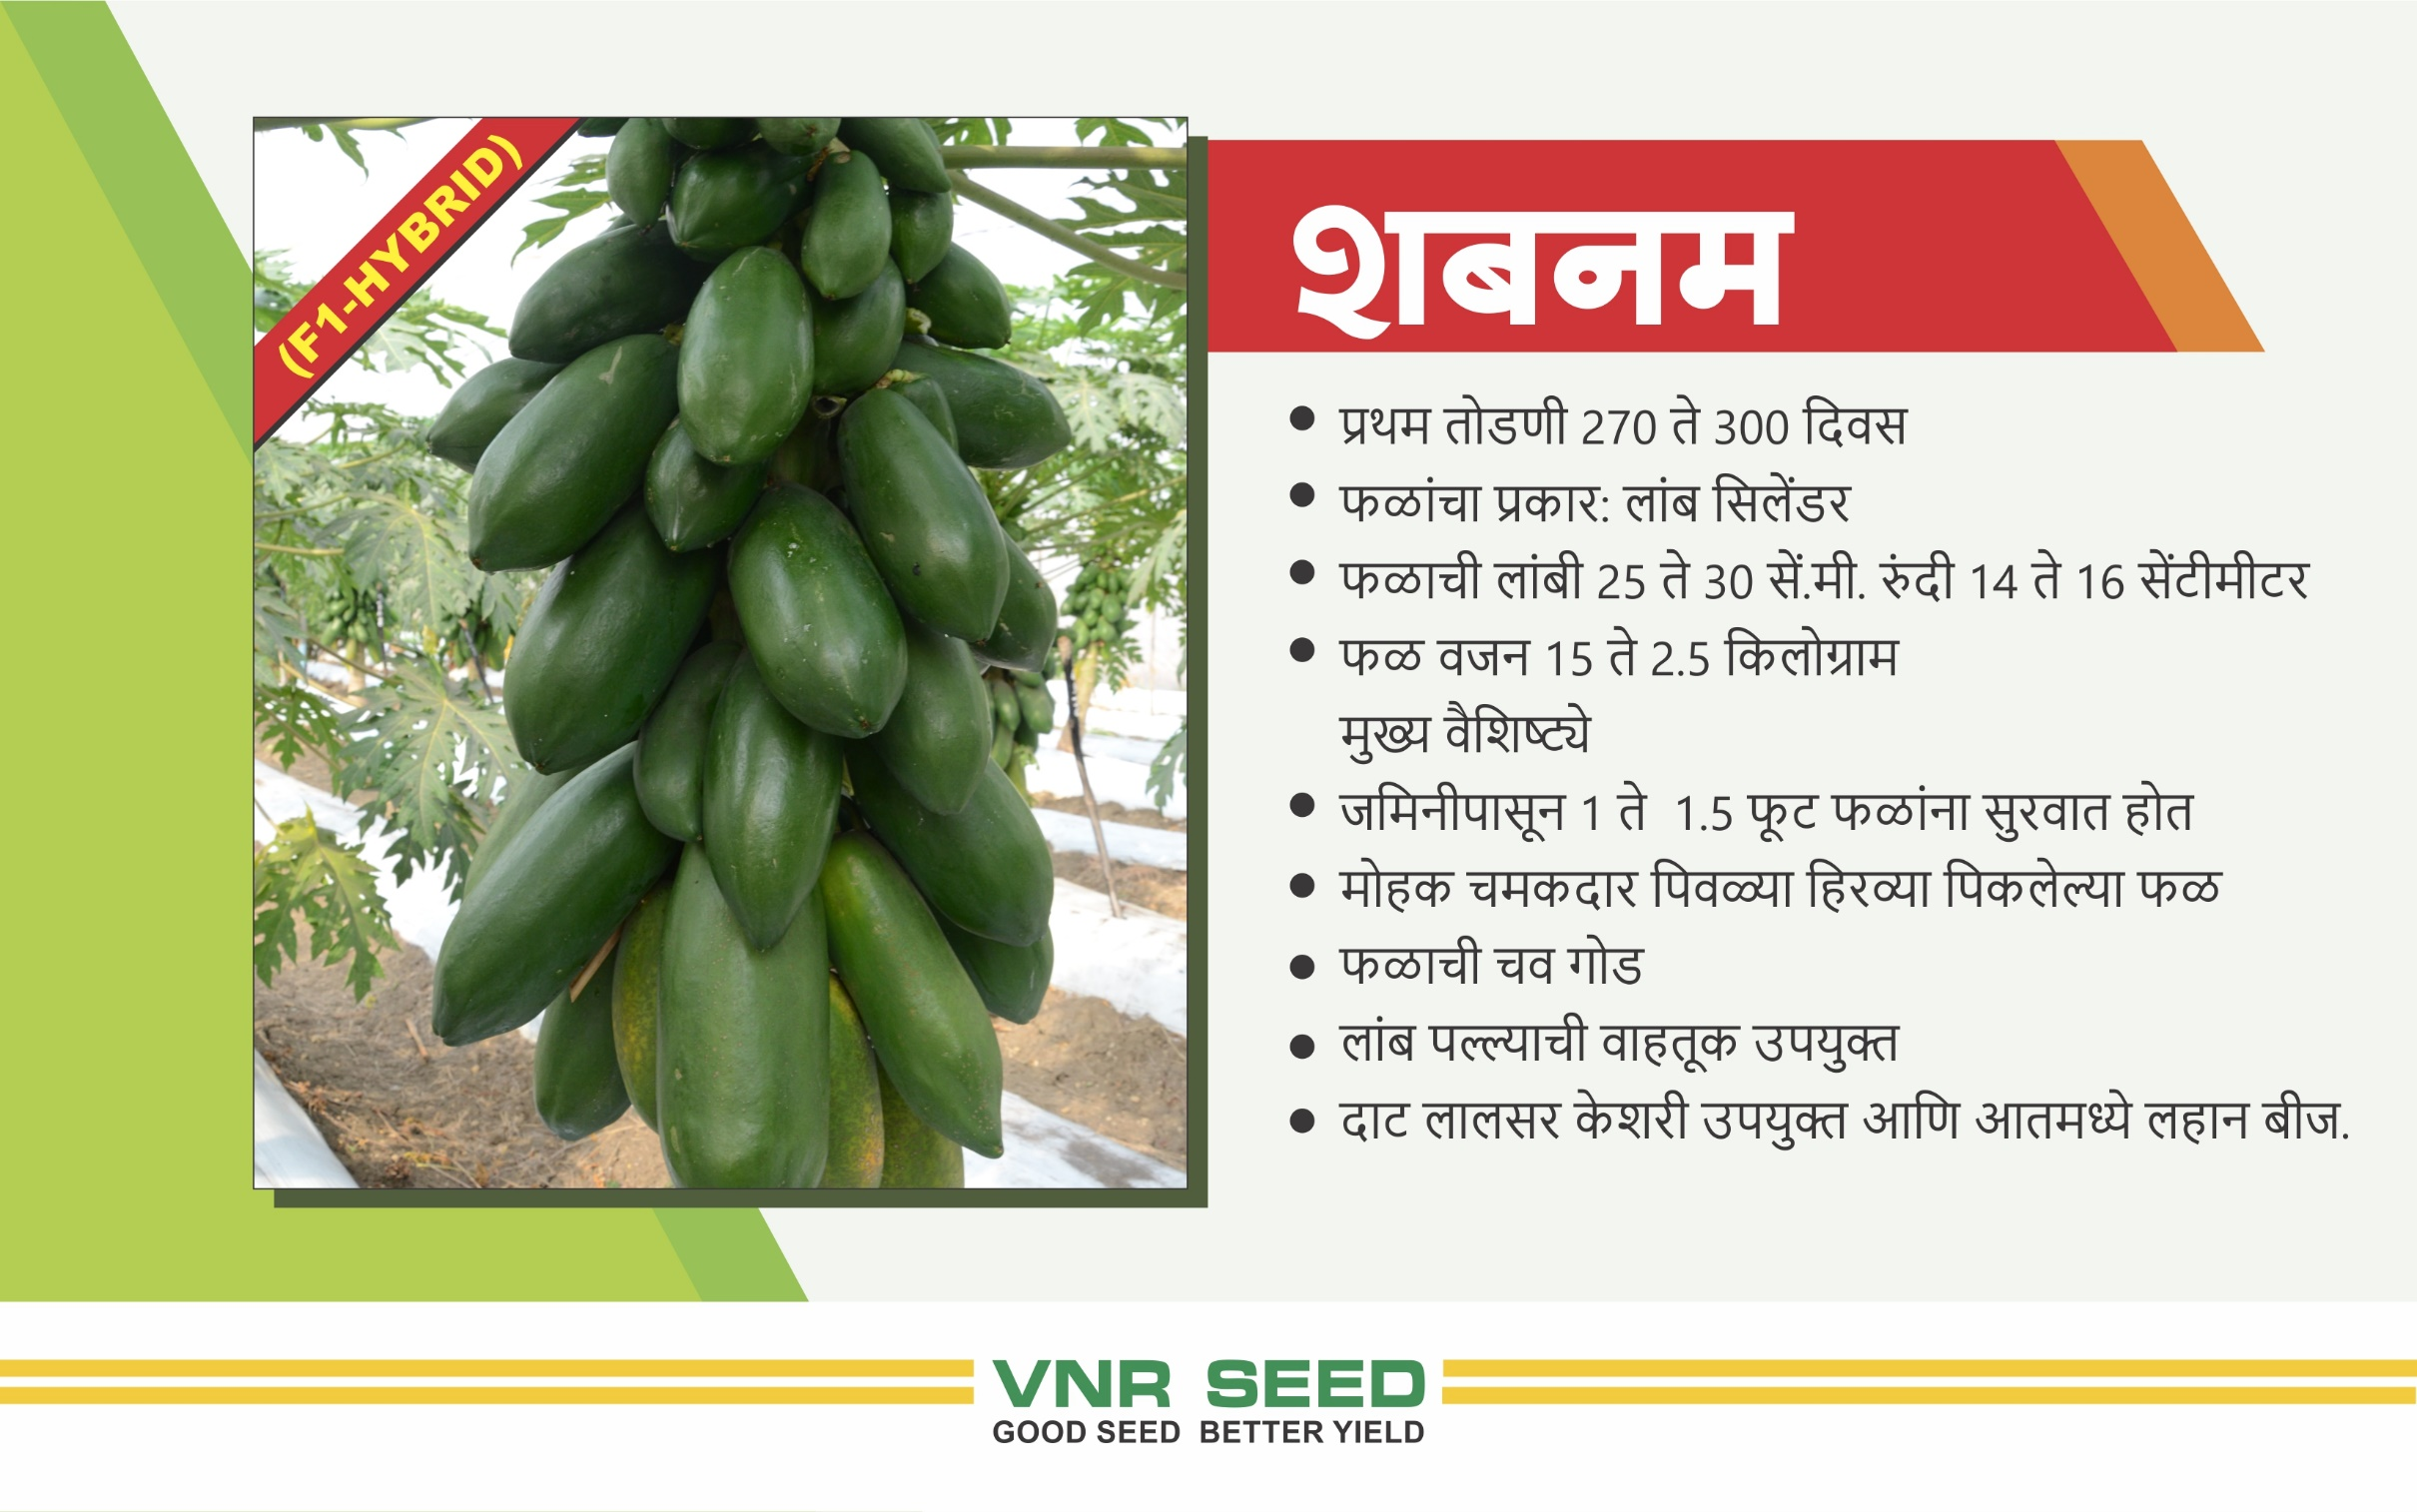 (F1-HYBRID)
शबनम
प्रथम तोडणी 270 ते 300 दिवस
फळांचा प्रकार: लांब सिलेंडर
फळाची लांबी 25 ते 30 सें.मी. रुंदी 14 ते 16 सेंटीमीटर
फळ वजन 15 ते 2.5 किलोग्राम
मुख्य वैशिष्ट्ये
जमिनीपासून 1 ते 1.5 फूट फळांना सुरवात होत
मोहक चमकदार पिवळ्या हिरव्या पिकलेल्या फळ
फळाची चव गोड
लांब पल्ल्याची वाहतूक उपयुक्त
दाट लालसर केशरी उपयुक्त आणि आतमध्ये लहान बीज.
VNR SEED
GOOD SEED BETTER YIELD